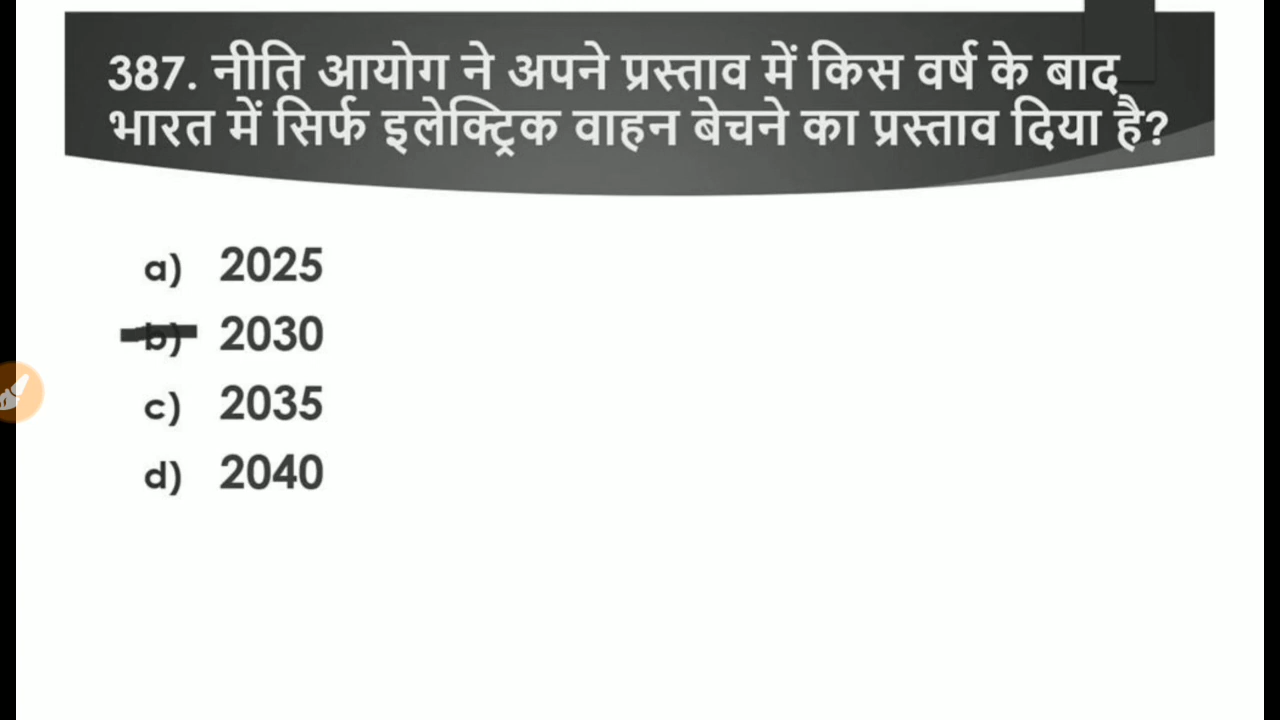 387. नीति आयोग ने अपने प्रस्ताव में किस वर्ष के बाद
भारत में सिर्फ इलेक्ट्रिक वाहन बेचने का प्रस्ताव दिया है?
a) 2025
b) 2030
c) 2035
d) 2040